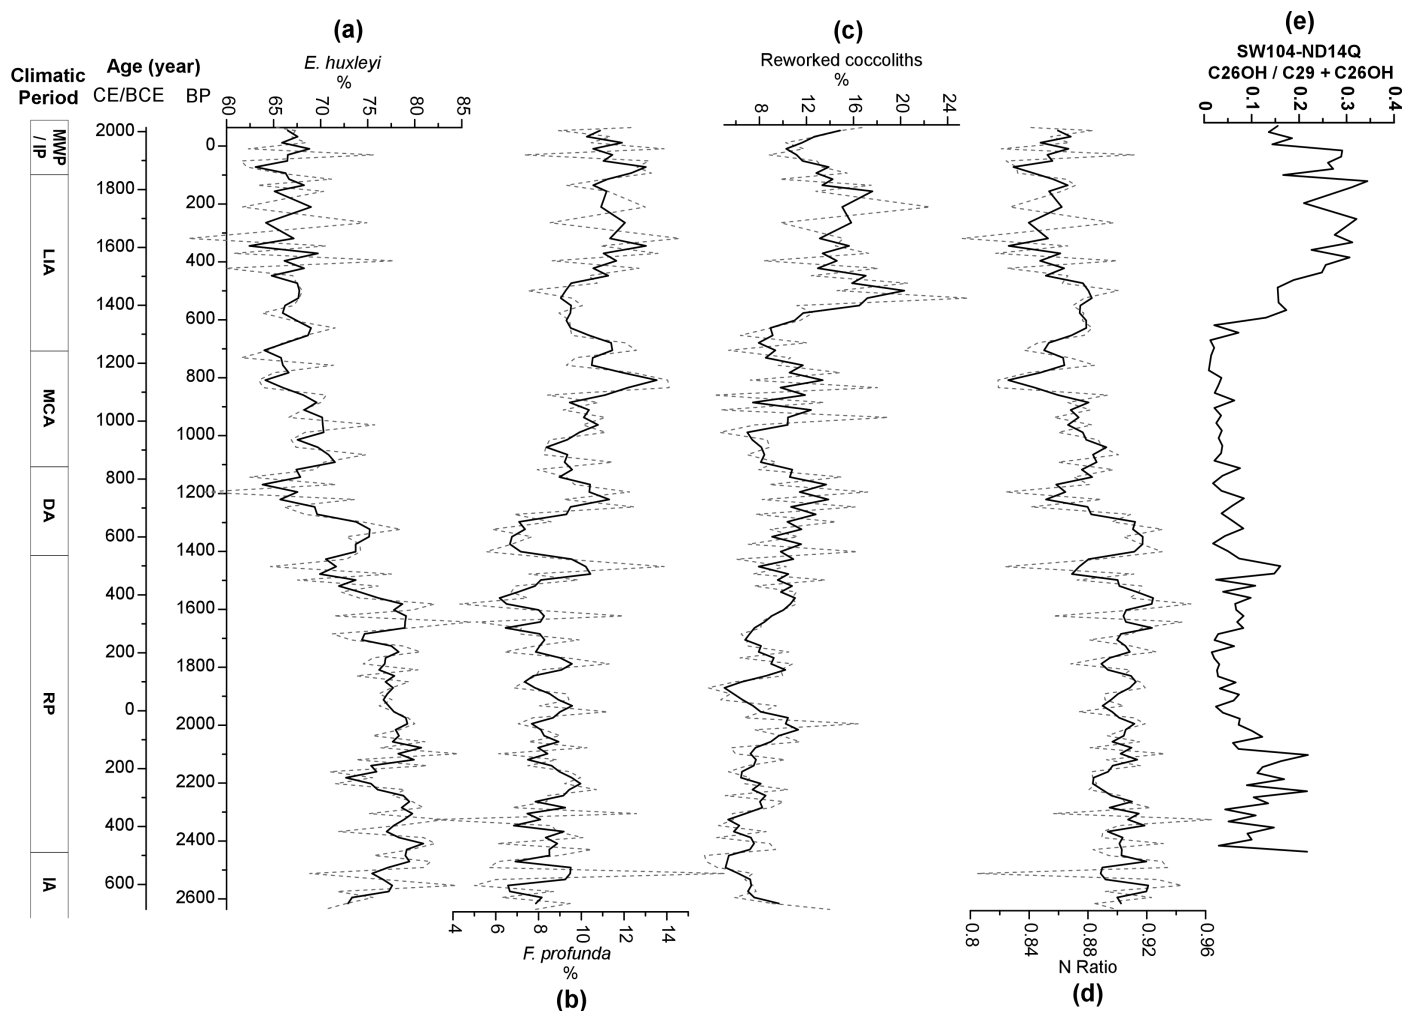 (a)
(c)
(e)
E. huxleyi
%
Reworked coccoliths
%
SW104-ND14Q
C26OH / C29 + C26OH
Climatic
Period
Age (year)
CE/BCE
BP
60
65
70
75
80
85
8
12
16
20
24
0
0.1
0.2
0.3
0.4
MWP
/ IP
LIA
MCA
DA
RP
IA
2000
1800
1600
1400
1200
1000
800
600
400
200
0
200
400
600
0
200
400
600
800
1000
1200
1400
1600
1800
2000
2200
2400
2600
4
6
8
10
12
14
F. profunda
%
(b)
0.8
0.84
0.88
0.92
0.96
N Ratio
(d)